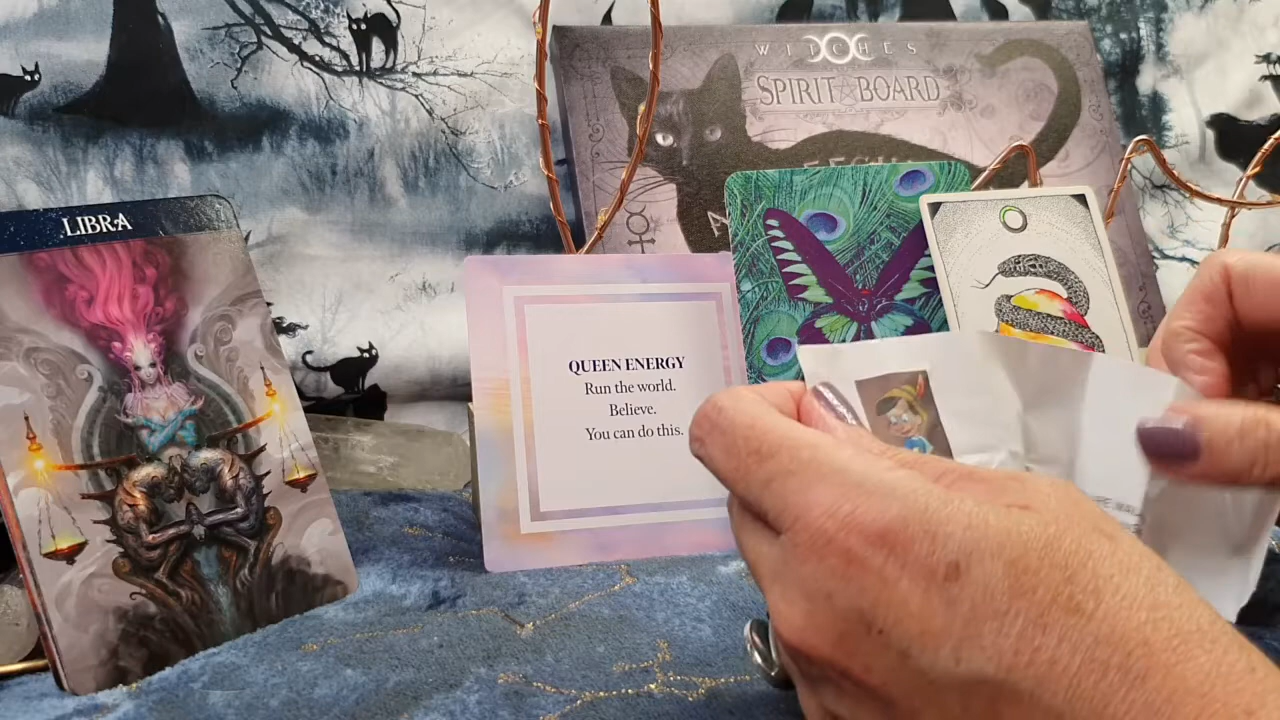 WITCHES
SPIRIT BOARD
LIBRA
QUEEN ENERGY
Run the world.
Believe.
You can do this.